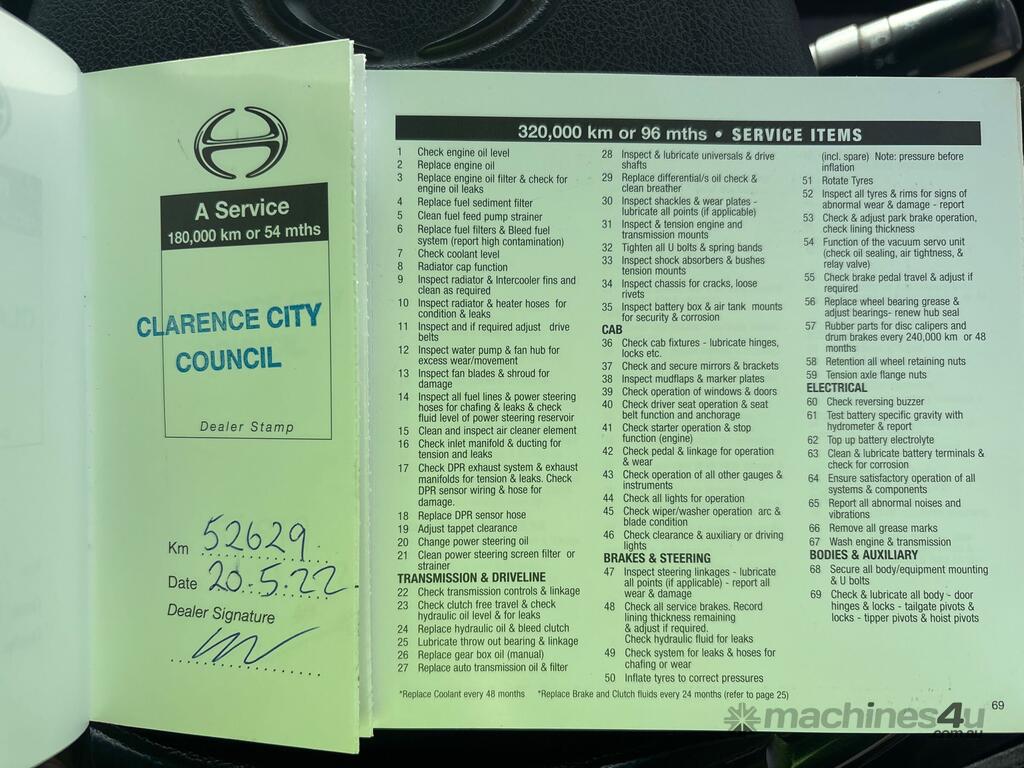 A Service
180,000 km or 54 mths
CLARENCE CITY
COUNCIL
Dealer Stamp
Km 52629
Date 20.5.22
Dealer Signature
320,000 km or 96 mths • SERVICE ITEMS
1 Check engine oil level
2 Replace engine oil
3 Replace engine oil filter & check for
engine oil leaks
4 Replace fuel sediment filter
5 Clean fuel feed pump strainer
6 Replace fuel filters & Bleed fuel
system (report high contamination)
7 Check coolant level
8 Radiator cap function
9 Inspect radiator & Intercooler fins and
clean as required
10 Inspect radiator & heater hoses for
condition & leaks
11 Inspect and if required adjust drive
belts
12 Inspect water pump & fan hub for
excess wear/movement
13 Inspect fan blades & shroud for
damage
14 Inspect all fuel lines & power steering
hoses for chafing & leaks & check
fluid level of power steering reservoir
15 Clean and inspect air cleaner element
16 Check inlet manifold & ducting for
tension and leaks
17 Check DPR exhaust system & exhaust
manifolds for tension & leaks. Check
DPR sensor wiring & hose for
damage.
18 Replace DPR sensor hose
19 Adjust tappet clearance
20 Change power steering oil
21 Clean power steering screen filter or
strainer
TRANSMISSION & DRIVELINE
22 Check transmission controls & linkage
23 Check clutch free travel & check
hydraulic oil level & for leaks
24 Replace hydraulic oil & bleed clutch
25 Lubricate throw out bearing & linkage
26 Replace gear box oil (manual)
27 Replace auto transmission oil & filter
28 Inspect & lubricate universals & drive
shafts
29 Replace differential/s oil check &
clean breather
30 Inspect shackles & wear plates -
lubricate all points (if applicable)
31 Inspect & tension engine and
transmission mounts
32 Tighten all U bolts & spring bands
33 Inspect shock absorbers & bushes
tension mounts
34 Inspect chassis for cracks, loose
rivets
35 Inspect battery box & air tank mounts
for security & corrosion
CAB
36 Check cab fixtures - lubricate hinges,
locks etc.
37 Check and secure mirrors & brackets
38 Inspect mudflaps & marker plates
39 Check operation of windows & doors
40 Check driver seat operation & seat
belt function and anchorage
41 Check starter operation & stop
function (engine)
42 Check pedal & linkage for operation
& wear
43 Check operation of all other gauges &
instruments
44 Check all lights for operation
45 Check wiper/washer operation arc &
blade condition
46 Check clearance & auxiliary or driving
lights
BRAKES & STEERING
47 Inspect steering linkages - lubricate
all points (if applicable) - report all
wear & damage
48 Check all service brakes. Record
lining thickness remaining
& adjust if required.
Check hydraulic fluid for leaks
49 Check system for leaks & hoses for
chafing or wear
50 Inflate tyres to correct pressures
(incl. spare) Note: pressure before
inflation
51 Rotate Tyres
52 Inspect all tyres & rims for signs of
abnormal wear & damage - report
53 Check & adjust park brake operation,
check lining thickness
54 Function of the vacuum servo unit
(check oil sealing, air tightness, &
relay valve)
55 Check brake pedal travel & adjust if
required
56 Replace wheel bearing grease &
adjust bearings- renew hub seal
57 Rubber parts for disc calipers and
drum brakes every 240,000 km or 48
months
58 Retention all wheel retaining nuts
59 Tension axle flange nuts
ELECTRICAL
60 Check reversing buzzer
61 Test battery specific gravity with
hydrometer & report
62 Top up battery electrolyte
63 Clean & lubricate battery terminals &
check for corrosion
64 Ensure satisfactory operation of all
systems & components
65 Report all abnormal noises and
vibrations
66 Remove all grease marks
67 Wash engine & transmission
BODIES & AUXILIARY
68 Secure all body/equipment mounting
& U bolts
69 Check & lubricate all body - door
hinges & locks - tailgate pivots &
locks - tipper pivots & hoist pivots
*Replace Coolant every 48 months *Replace Brake and Clutch fluids every 24 months (refer to page 25)
69
machines4u
.com.au